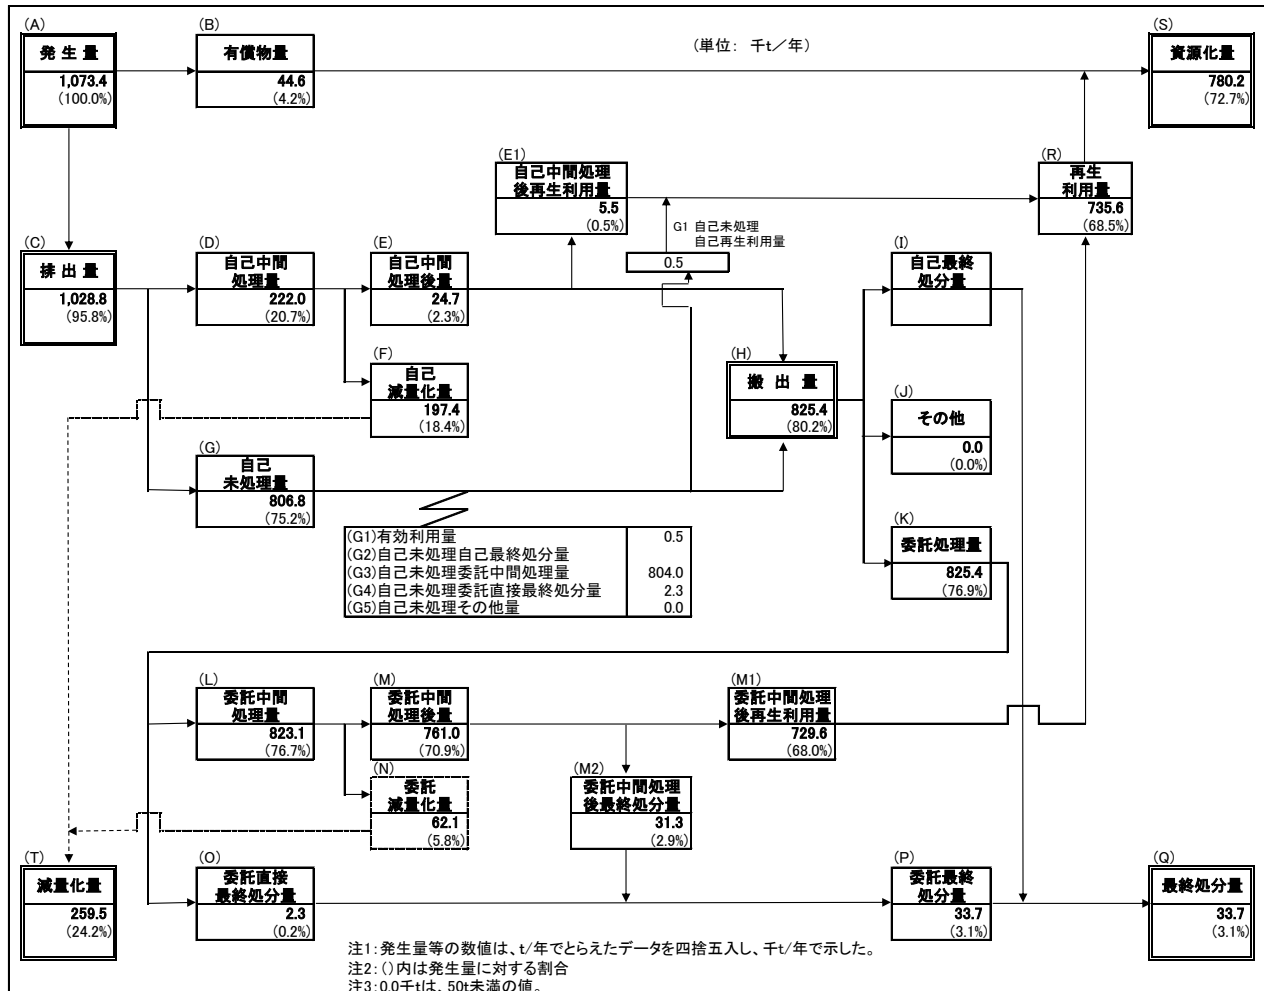 (A)
発 生 量
1,073.4
(100.0%)
(B)
有償物量
44.6
(4.2%)
(単位： 千t／年)
(S)
資源化量
780.2
(72.7%)
(E1)
自己中間処理
後再生利用量
5.5
(0.5%)
(R)
再生
利用量
735.6
(68.5%)
G1 自己未処理
自己再生利用量
0.5
(C)
排 出 量
1,028.8
(95.8%)
(D)
自己中間
処理量
222.0
(20.7%)
(E)
自己中間
処理後量
24.7
(2.3%)
(I)
自己最終
処分量
(F)
自己
減量化量
197.4
(18.4%)
(H)
搬 出 量
825.4
(80.2%)
(J)
その他
0.0
(0.0%)
(G)
自己
未処理量
806.8
(75.2%)
(G1)有効利用量 0.5
(G2)自己未処理自己最終処分量
(G3)自己未処理委託中間処理量 804.0
(G4)自己未処理委託直接最終処分量 2.3
(G5)自己未処理その他量 0.0
(K)
委託処理量
825.4
(76.9%)
(L)
委託中間
処理量
823.1
(76.7%)
(M)
委託中間
処理後量
761.0
(70.9%)
(M1)
委託中間処理
後再生利用量
729.6
(68.0%)
(N)
委託
減量化量
62.1
(5.8%)
(M2)
委託中間処理
後最終処分量
31.3
(2.9%)
(T)
減量化量
259.5
(24.2%)
(O)
委託直接
最終処分量
2.3
(0.2%)
(P)
委託最終
処分量
33.7
(3.1%)
(Q)
最終処分量
33.7
(3.1%)
注1：発生量等の数値は、t/年でとらえたデータを四捨五入し、千t/年で示した。
注2：()内は発生量に対する割合
注3：0.0千tは、50t未満の値。